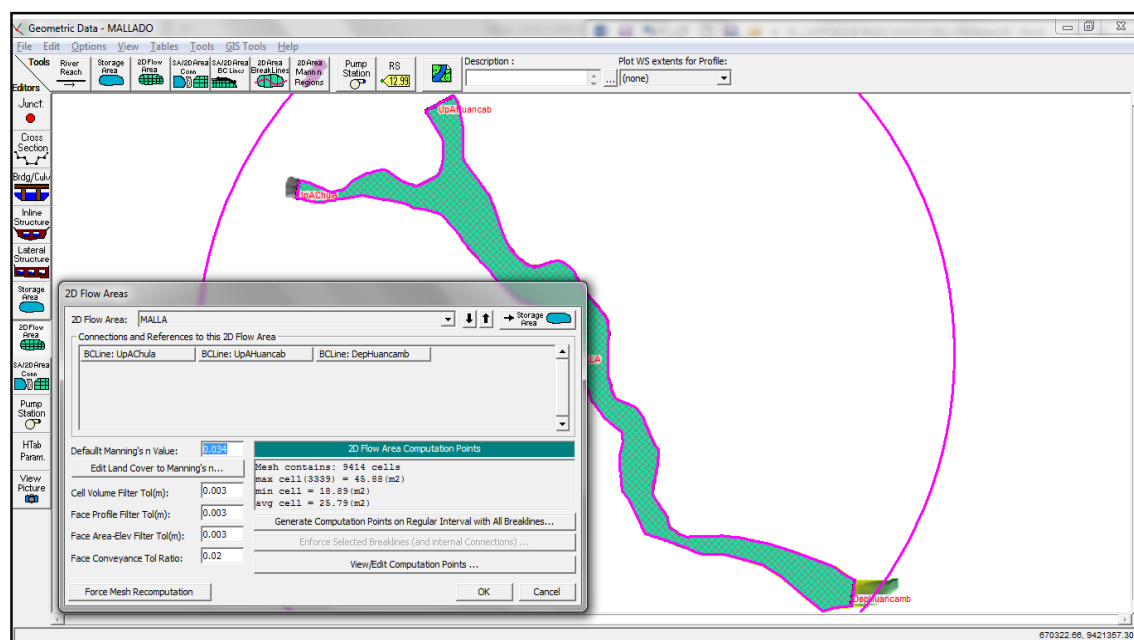 Geometric Data - MALLADO
File Edit Options View Tables Tools GIS Tools Help
Tools
Editors
River Reach
Storage Area
2D Flow Area
SA/2D Area Conn
SA/2D Area BC Lines
2D Area BreakLines
2D Area Mann n Regions
Pump Station
RS
12.99
Description :
...
Plot WS extents for Profile:
(none)
Junct.
Cross Section
Brdg/Culv
Inline Structure
Lateral Structure
Storage Area
2D Flow Area
SA/2D Area Conn
Pump Station
HTab Param.
View Picture
UpAHuancab
UpAChula
LLA
DepHuancamb
2D Flow Areas
2D Flow Area: MALLA
Storage Area
Connections and References to this 2D Flow Area
BCLine: UpAChula BCLine: UpAHuancab BCLine: DepHuancamb
Default Manning's n Value: 0.034
Edit Land Cover to Manning's n...
Cell Volume Filter Tol(m): 0.003
Face Profile Filter Tol(m): 0.003
Face Area-Elev Filter Tol(m): 0.003
Face Conveyance Tol Ratio: 0.02
2D Flow Area Computation Points
Mesh contains: 9414 cells
max cell(3339) = 45.88(m2)
min cell = 18.89(m2)
avg cell = 25.79(m2)
Generate Computation Points on Regular Interval with All Breaklines...
Enforce Selected Breaklines (and internal Connections) ...
View/Edit Computation Points ...
Force Mesh Recomputation
OK
Cancel
670322.66, 9421357.30